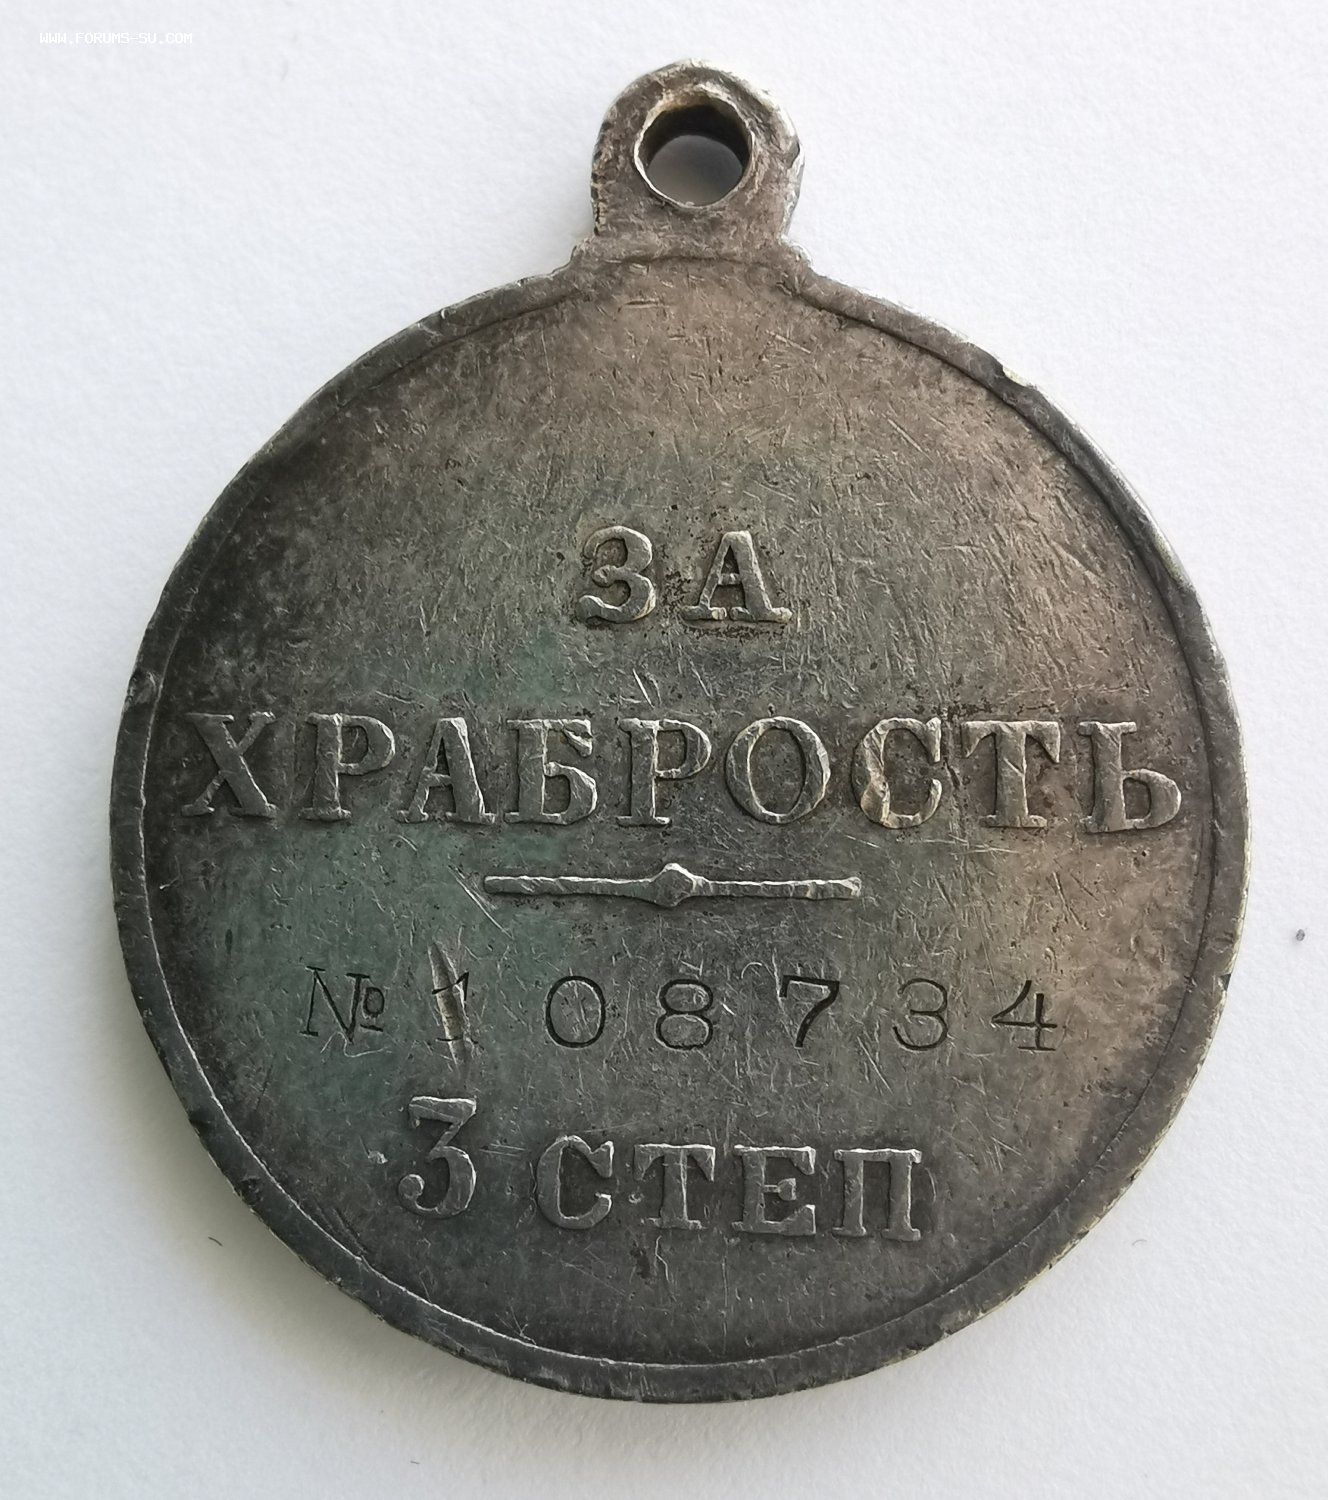 WWW.FORUMS-SU.COM
ЗА
ХРАБРОСТЬ
№ 108734
3 СТЕП